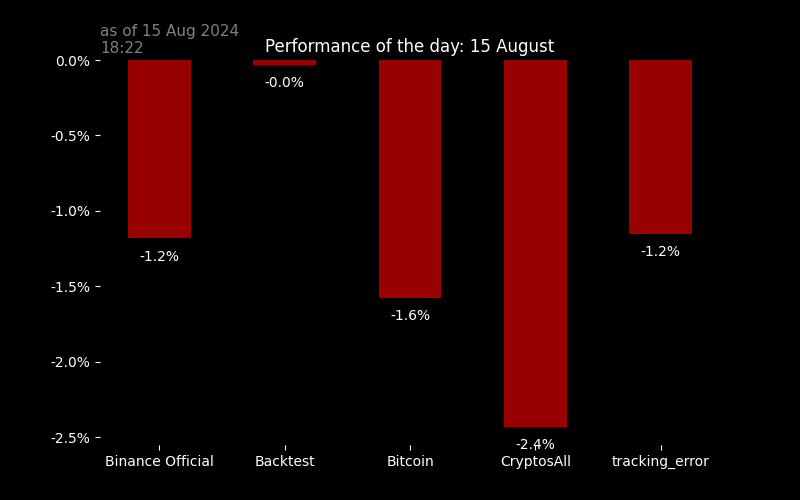 as of 15 Aug 2024
18:22
Performance of the day: 15 August
0.0%
-0.5%
-1.0%
-1.5%
-2.0%
-2.5%
-1.2%
-0.0%
-1.6%
-2.4%
-1.2%
Binance Official
Backtest
Bitcoin
CryptosAll
tracking_error